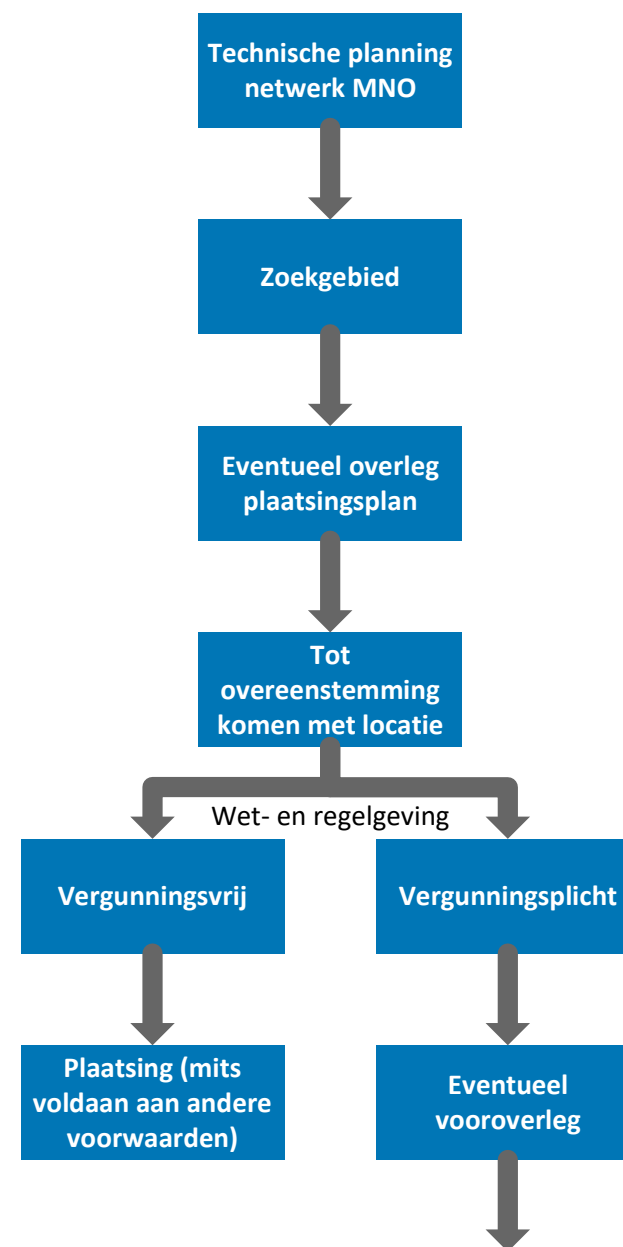 Technische planning
netwerk MNO
Zoekgebied
Eventueel overleg
plaatsingsplan
Tot
overeenstemming
komen met locatie
Wet- en regelgeving
Vergunningsvrij
Vergunningsplicht
Plaatsing (mits
voldaan aan andere
voorwaarden)
Eventueel
vooroverleg